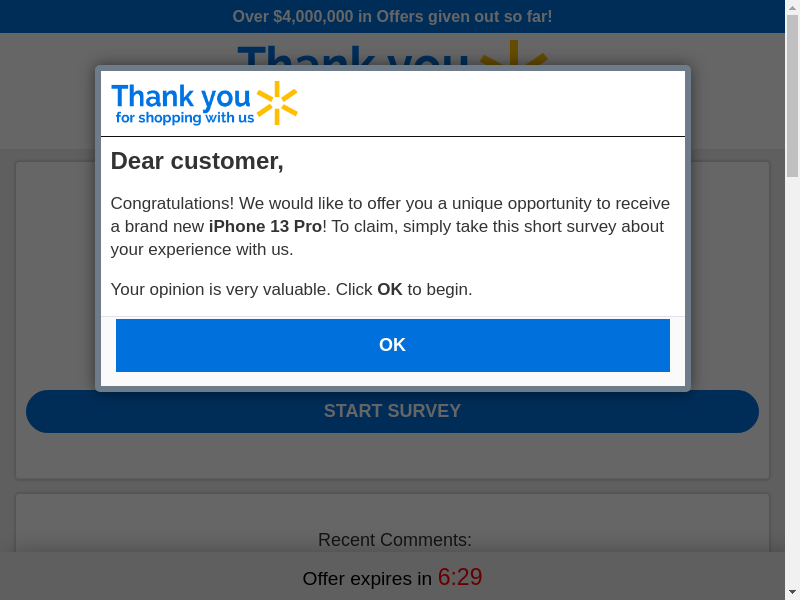 Over $4,000,000 in Offers given out so far!
Thank you
Thank you
for shopping with us
Dear customer,
Congratulations! We would like to offer you a unique opportunity to receive
a brand new iPhone 13 Pro! To claim, simply take this short survey about
your experience with us.
Your opinion is very valuable. Click OK to begin.
OK
START SURVEY
Recent Comments:
Offer expires in 6:29